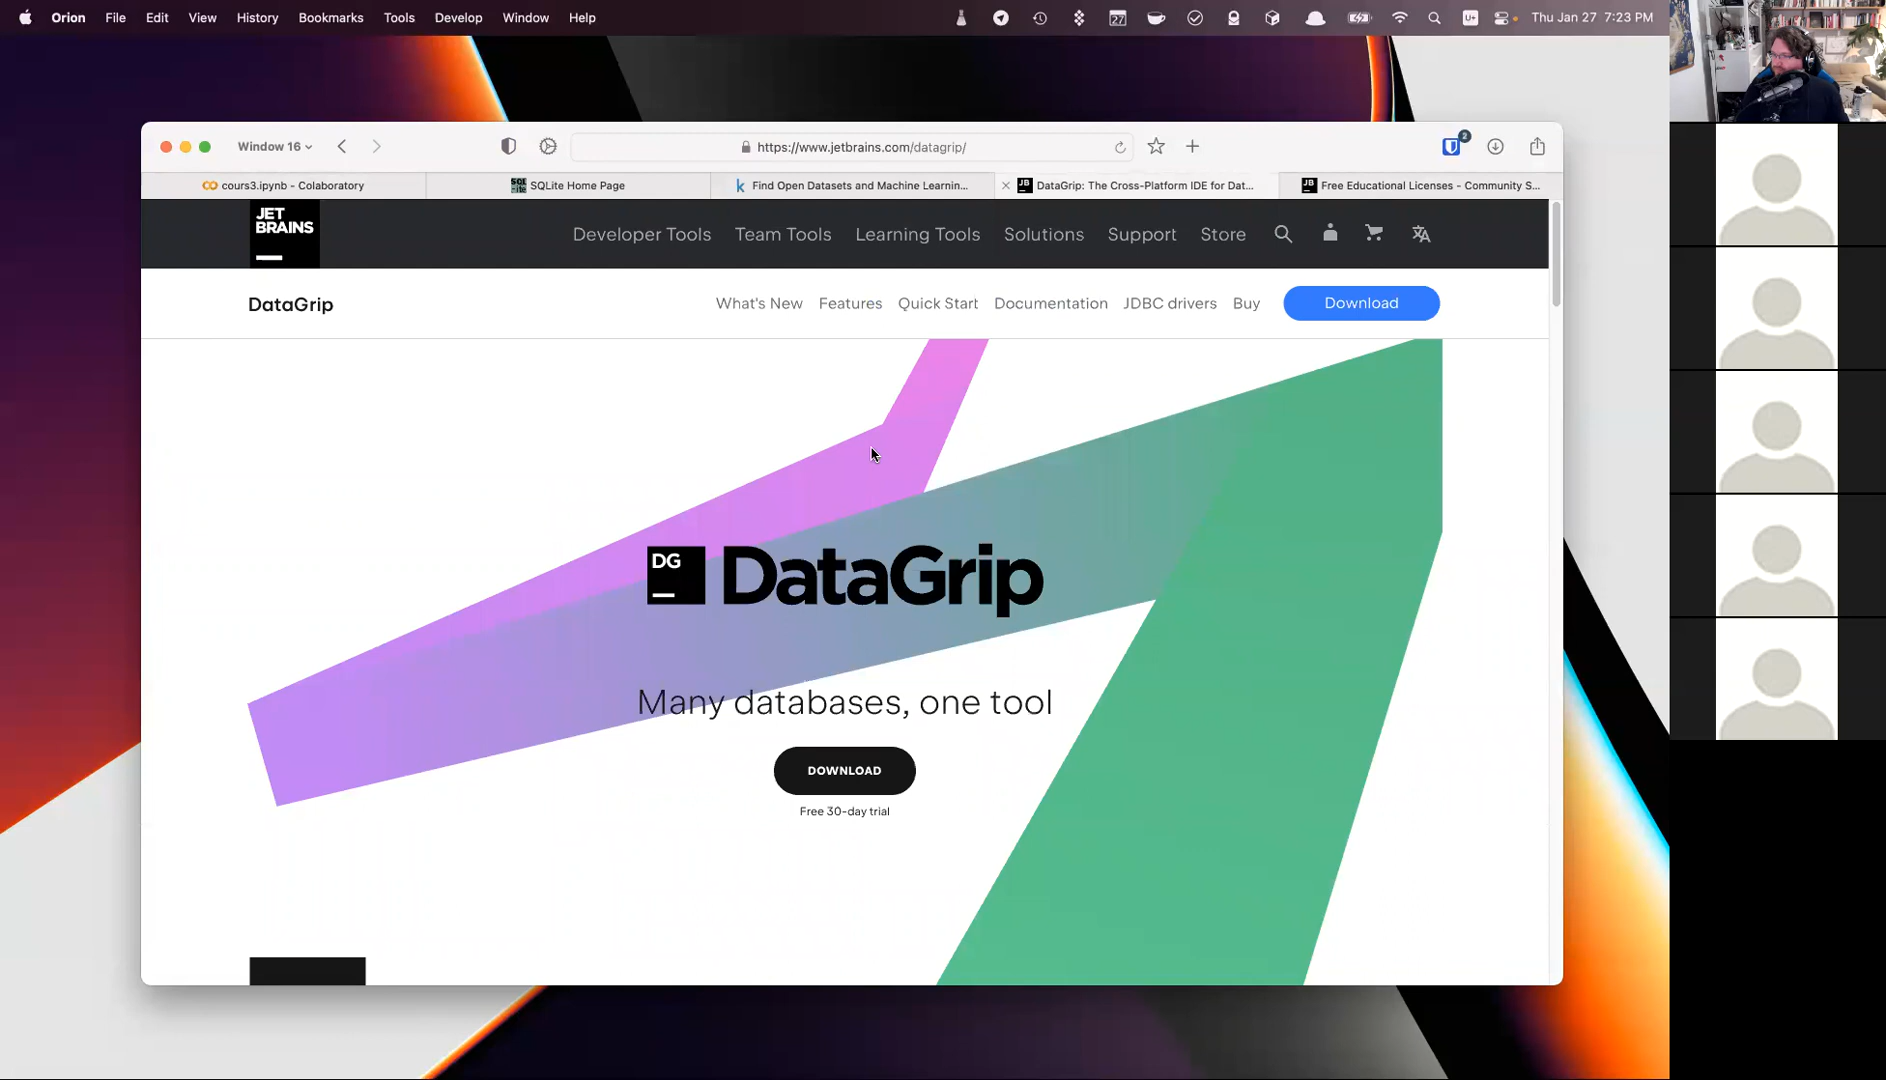 Orion File Edit View History Bookmarks Tools Develop Window Help 27 U+ Thu Jan 27 7:23 PM
Window 16 https://www.jetbrains.com/datagrip/ 2
cours3.ipynb - Colaboratory SQLite Home Page Find Open Datasets and Machine Learnin... DataGrip: The Cross-Platform IDE for Dat... Free Educational Licenses - Community S...
JET BRAINS Developer Tools Team Tools Learning Tools Solutions Support Store
DataGrip What's New Features Quick Start Documentation JDBC drivers Buy Download
DG DataGrip
Many databases, one tool
DOWNLOAD
Free 30-day trial